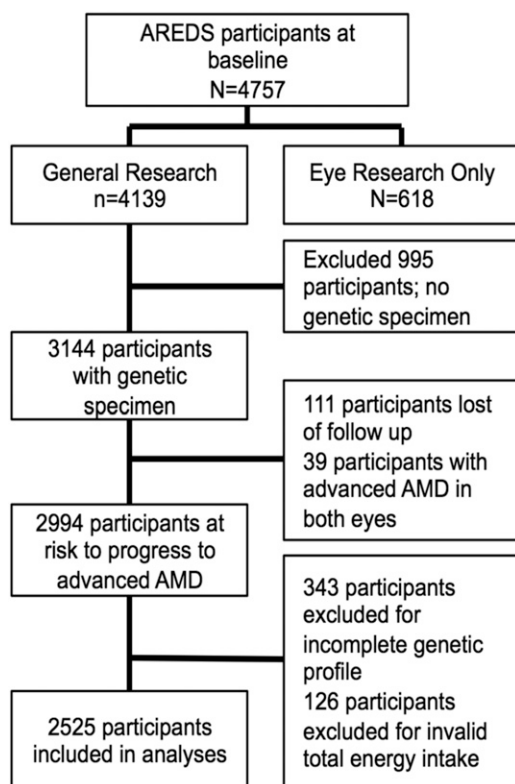 AREDS participants at
baseline
N=4757
General Research
n=4139
Eye Research Only
N=618
Excluded 995
participants; no
genetic specimen
3144 participants
with genetic
specimen
111 participants lost
of follow up
39 participants with
advanced AMD in
both eyes
2994 participants at
risk to progress to
advanced AMD
343 participants
excluded for
incomplete genetic
profile
126 participants
excluded for invalid
total energy intake
2525 participants
included in analyses